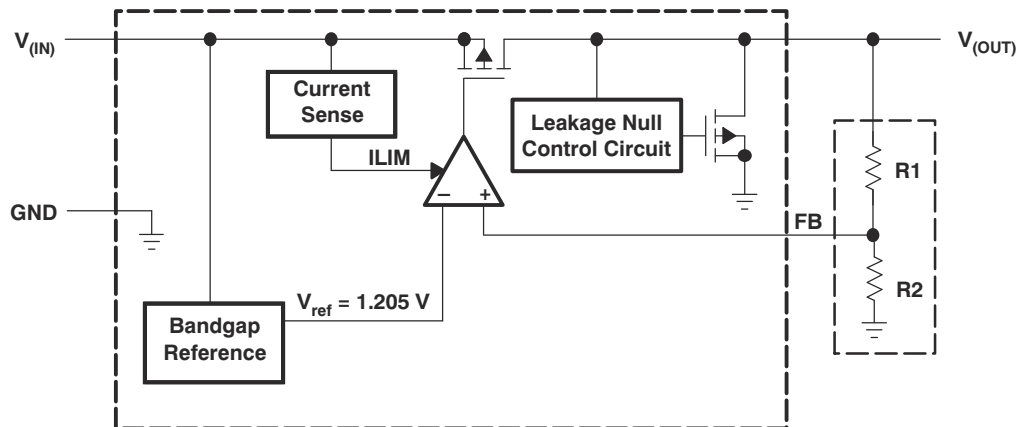 V(IN)
V(OUT)
Current
Sense
Leakage Null
Control Circuit
ILIM
R1
− +
GND
FB
R2
Vref = 1.205 V
Bandgap
Reference